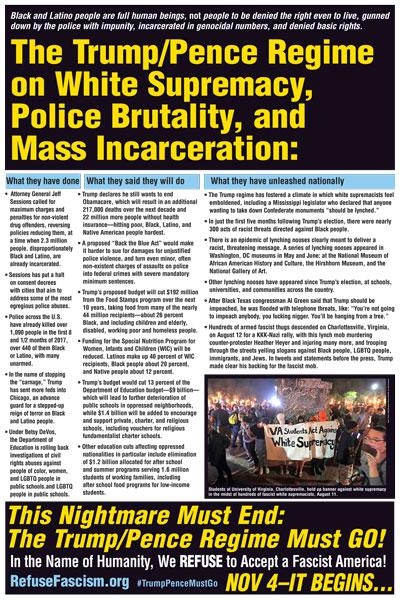 Black and Latino people are full human beings, not people to be denied the right even to live, gunned
down by the police with impunity, incarcerated in genocidal numbers, and denied basic rights.
The Trump/Pence Regime
on White Supremacy,
Police Brutality, and
Mass Incarceration:
What they have done
• Attorney General Jeff
Sessions called for
maximum charges and
penalties for non-violent
drug offenders, reversing
policies reducing them, at
a time when 2.3 million
people, disproportionately
Black and Latino, are
already incarcerated.
• Sessions has put a halt
on consent decrees
with cities that aim to
address some of the most
egregious police abuses.
• Police across the U.S.
have already killed over
1,090 people in the first 8
and 1/2 months of 2017,
over 440 of them Black
or Latino, with many
unarmed.
• In the name of stopping
the "carnage," Trump
has sent more feds into
Chicago, an advance
guard for a stepped-up
reign of terror on Black
and Latino people.
• Under Betsy DeVos,
the Department of
Education is rolling back
investigations of civil
rights abuses against
people of color, women,
and LGBTQ people in
public schools.and LGBTQ
people in public schools.
What they said they will do
• Trump declares he still wants to end
Obamacare, which will result in an additional
217,000 deaths over the next decade and
22 million more people without health
insurance—hitting poor, Black, Latino, and
Native American people hardest.
• A proposed "Back the Blue Act" would make
it harder to sue for damages for unjustified
police violence, and turn even minor, often
non-existent charges of assaults on police
into federal crimes with severe mandatory
minimum sentences.
• Trump's proposed budget will cut $192 million
from the Food Stamps program over the next
10 years, taking food from many of the nearly
44 million recipients—about 26 percent
Black, and including children and elderly,
disabled, working poor and homeless people.
• Funding for the Special Nutrition Program for
Women, Infants and Children (WIC) will be
reduced. Latinos make up 40 percent of WIC
recipients, Black people about 20 percent,
and Native people about 12 percent.
• Trump's budget would cut 13 percent of the
Department of Education budget—$9 billion—
which will lead to further deterioration of
public schools in oppressed neighborhoods,
while $1.4 billion will be added to encourage
and support private, charter, and religious
schools, including vouchers for religious
fundamentalist charter schools.
• Other education cuts affecting oppressed
nationalities in particular include elimination
of $1.2 billion allocated for after school
and summer programs serving 1.6 million
students of working families, including
after school food programs for low-income
students.
What they have unleashed nationally
• The Trump regime has fostered a climate in which white supremacists feel
emboldened, including a Mississippi legislator who declared that anyone
wanting to take down Confederate monuments "should be lynched."
• In just the first five months following Trump's election, there were nearly
300 acts of racist threats directed against Black people.
• There is an epidemic of lynching nooses clearly meant to deliver a
racist, threatening message. A series of lynching nooses appeared in
Washington, DC museums in May and June: at the National Museum of
African American History and Culture, the Hirshhorn Museum, and the
National Gallery of Art.
• Other lynching nooses have appeared since Trump's election, at schools,
universities, and communities across the country.
• After Black Texas congressman Al Green said that Trump should be
impeached, he was flooded with telephone threats, like: "You're not going
to impeach anybody, you fucking nigger. You'll be hanging from a tree."
• Hundreds of armed fascist thugs descended on Charlottesville, Virginia,
on August 12 for a KKK-Nazi rally, with this lynch mob murdering
counter-protester Heather Heyer and injuring many more, and trooping
through the streets yelling slogans against Black people, LGBTQ people,
immigrants, and Jews. In tweets and statements before the press, Trump
made clear his backing for the fascist mob.
VA Students Act Against
White Supremacy
Students of University of Virginia, Charlottesville, hold up banner against white supremacy
in the midst of hundreds of fascist white supremacists, August 11.
This Nightmare Must End:
The Trump/Pence Regime Must GO!
In the Name of Humanity, We REFUSE to Accept a Fascist America!
RefuseFascism.org #TrumpPenceMustGo NOV 4–IT BEGINS...